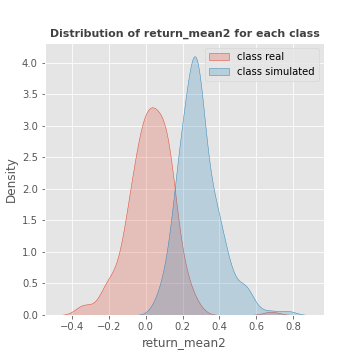 Distribution of return_mean2 for each class
class real
class simulated
Density
4.0
3.5
3.0
2.5
2.0
1.5
1.0
0.5
0.0
−0.4 −0.2 0.0 0.2 0.4 0.6 0.8
return_mean2